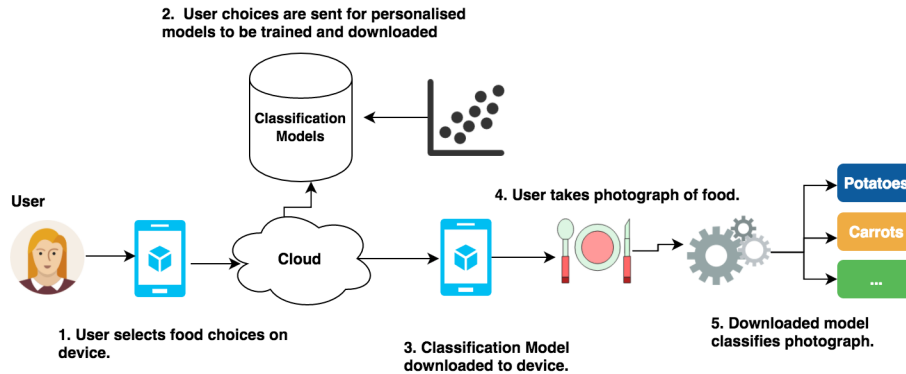 2. User choices are sent for personalised
models to be trained and downloaded
Classification
Models
User
Cloud
4. User takes photograph of food.
Potatoes
Carrots
...
1. User selects food choices on
device.
3. Classification Model
downloaded to device.
5. Downloaded model
classifies photograph.